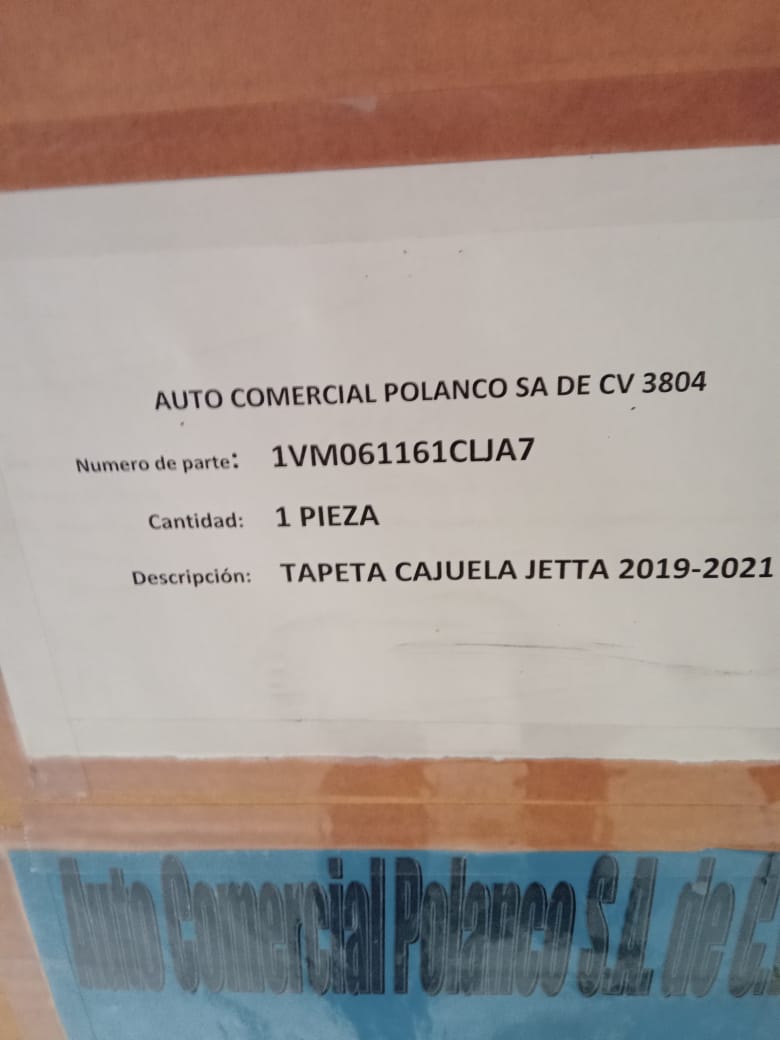 AUTO COMERCIAL POLANCO SA DE CV 3804
Numero de parte: 1VM061161CLJA7
Cantidad: 1 PIEZA
Descripción: TAPETA CAJUELA JETTA 2019-2021
Auto Comercial Polanco S.A. de C.